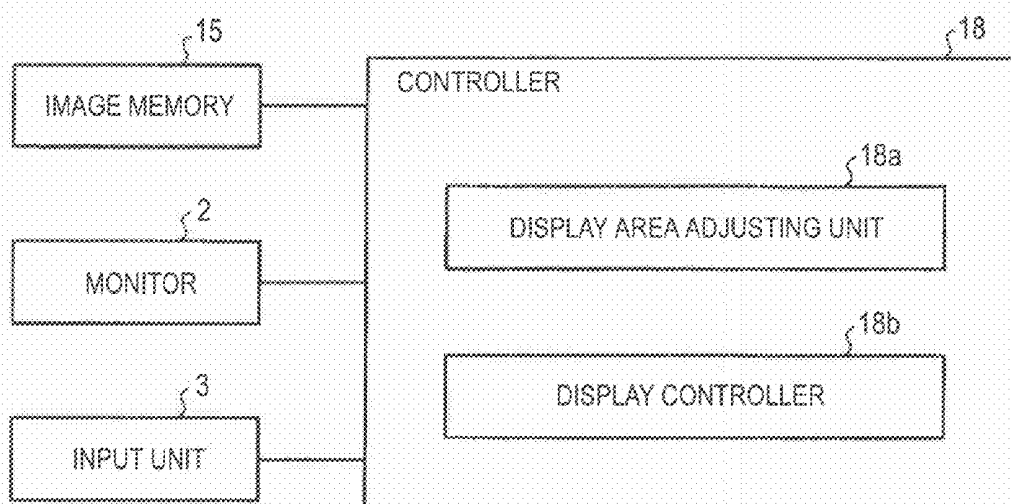 15
IMAGE MEMORY
18
CONTROLLER
18a
DISPLAY AREA ADJUSTING UNIT
2
MONITOR
18b
DISPLAY CONTROLLER
3
INPUT UNIT